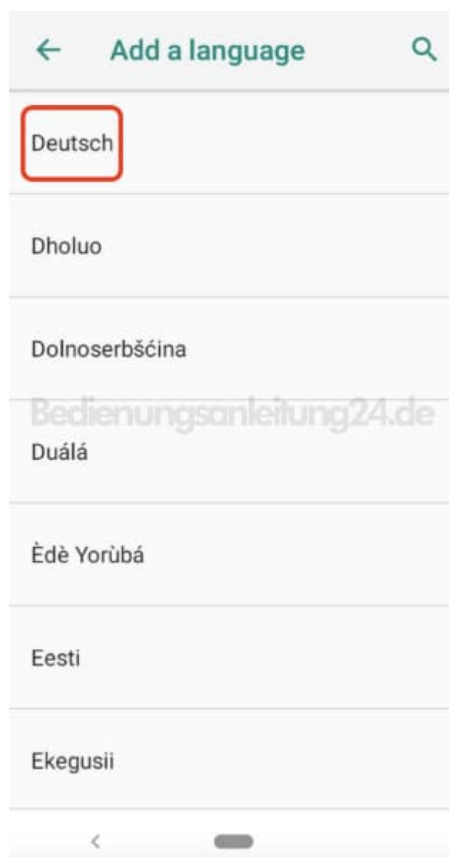 Add a language
Deutsch
Dholuo
Dolnoserbšćina
Bedienungsanleitung24.de
Duálá
Èdè Yorùbá
Eesti
Ekegusii